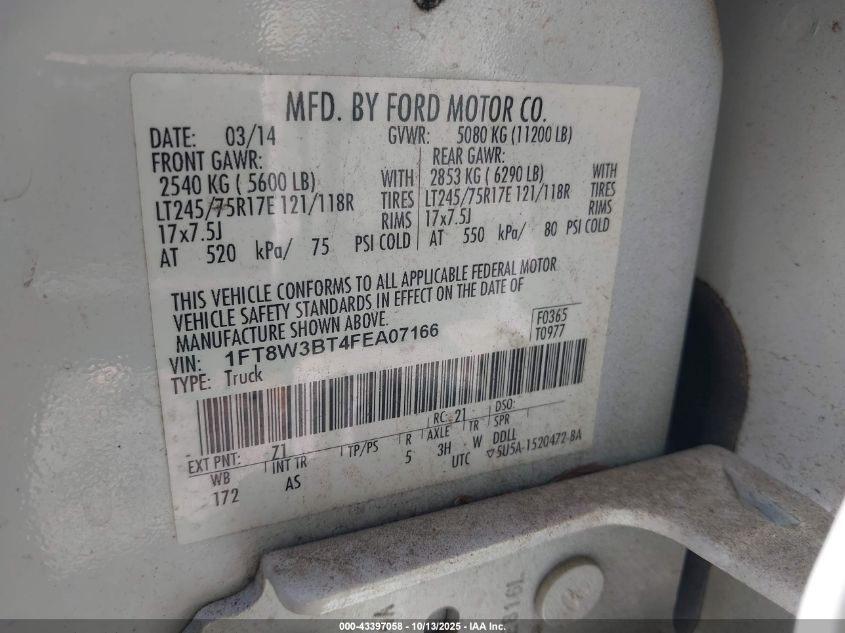 MFD. BY FORD MOTOR CO.
DATE: 03/14 GVWR: 5080 KG (11200 LB)
FRONT GAWR: REAR GAWR:
2540 KG ( 5600 LB) WITH 2853 KG ( 6290 LB) WITH
LT245/75R17E 121/118R TIRES LT245/75R17E 121/118R TIRES
17x7.5J RIMS 17x7.5J RIMS
AT 520 kPa/ 75 PSI COLD AT 550 kPa/ 80 PSI COLD
THIS VEHICLE CONFORMS TO ALL APPLICABLE FEDERAL MOTOR
VEHICLE SAFETY STANDARDS IN EFFECT ON THE DATE OF
MANUFACTURE SHOWN ABOVE.
VIN: 1FT8W3BT4FEA07166
F0365
T0977
TYPE: Truck
EXT PNT: 71 RC: 21 DSO:
WB INT TR TP/PS R AXLE TR SPR
172 AS 5 3H W DDLL
UTC ▽5U5A-1520472-BA
000-43397058 - 10/13/2025 - IAA Inc.